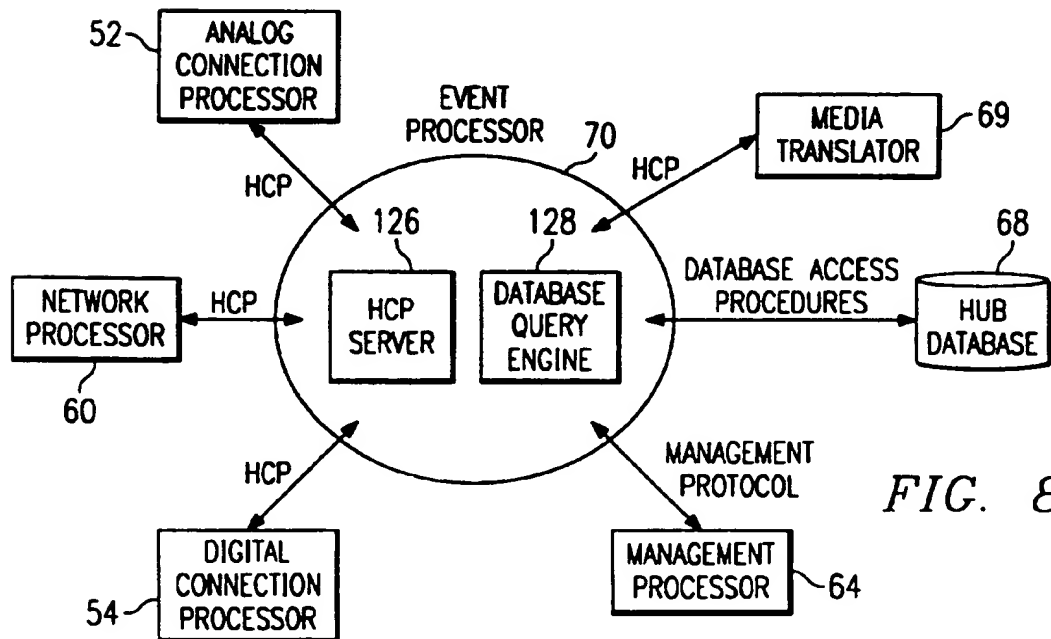 52
ANALOG
CONNECTION
PROCESSOR
EVENT
PROCESSOR
70
MEDIA
TRANSLATOR
69
HCP
HCP
126
128
68
NETWORK
PROCESSOR
60
HCP
HCP
SERVER
DATABASE
QUERY
ENGINE
DATABASE ACCESS
PROCEDURES
HUB
DATABASE
HCP
MANAGEMENT
PROTOCOL
FIG. 8
DIGITAL
CONNECTION
PROCESSOR
54
MANAGEMENT
PROCESSOR
64